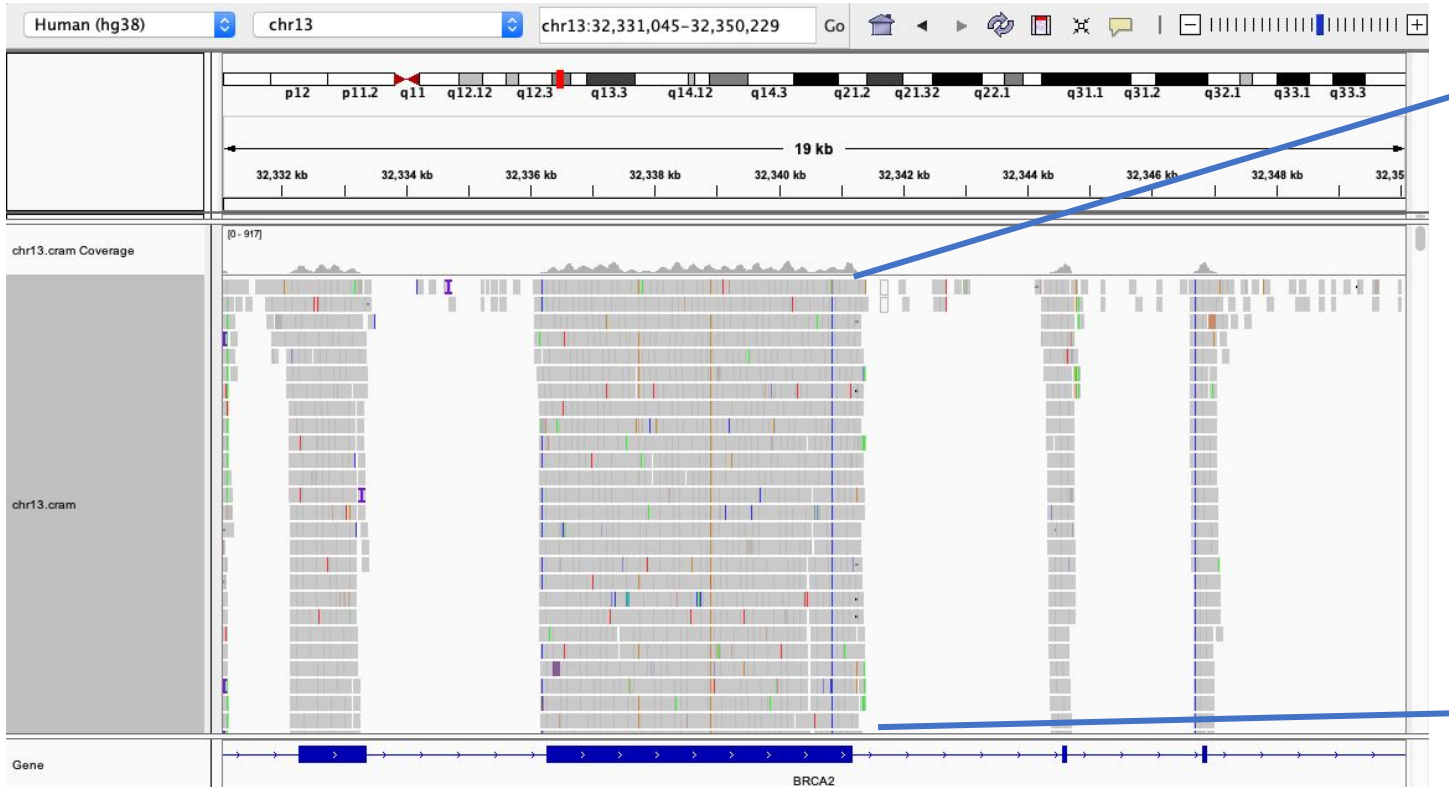 Human (hg38) chr13 chr13:32,331,045-32,350,229 Go
p12 p11.2 q11 q12.12 q12.3 q13.3 q14.12 q14.3 q21.2 q21.32 q22.1 q31.1 q31.2 q32.1 q33.1 q33.3
19 kb
32,332 kb 32,334 kb 32,336 kb 32,338 kb 32,340 kb 32,342 kb 32,344 kb 32,346 kb 32,348 kb 32,35
[0 - 917]
chr13.cram Coverage
chr13.cram
Gene
BRCA2